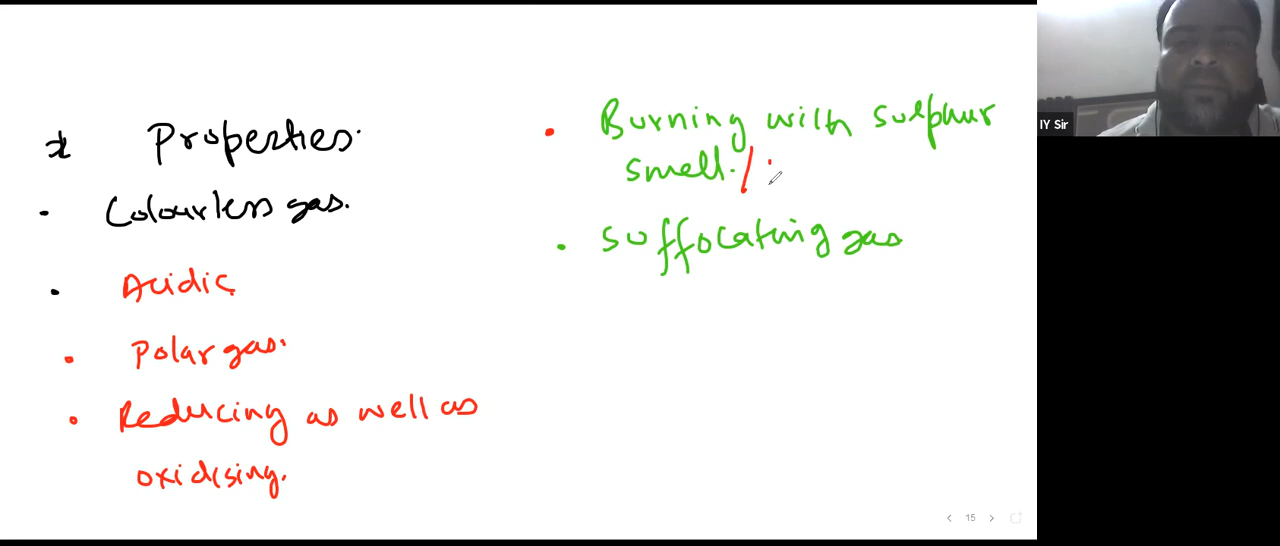 Properties.
• Colourless gas.
• Acidic
• Polar gas.
• Reducing as well as
oxidising.
• Burning with sulphur
smell. /
• Suffocating gas
IY Sir
15